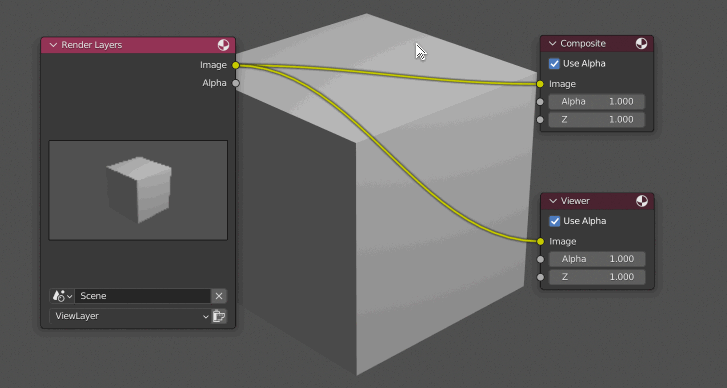 Render Layers
Image
Alpha
Scene
ViewLayer
Composite
Use Alpha
Image
Alpha 1.000
Z 1.000
Viewer
Use Alpha
Image
Alpha 1.000
Z 1.000